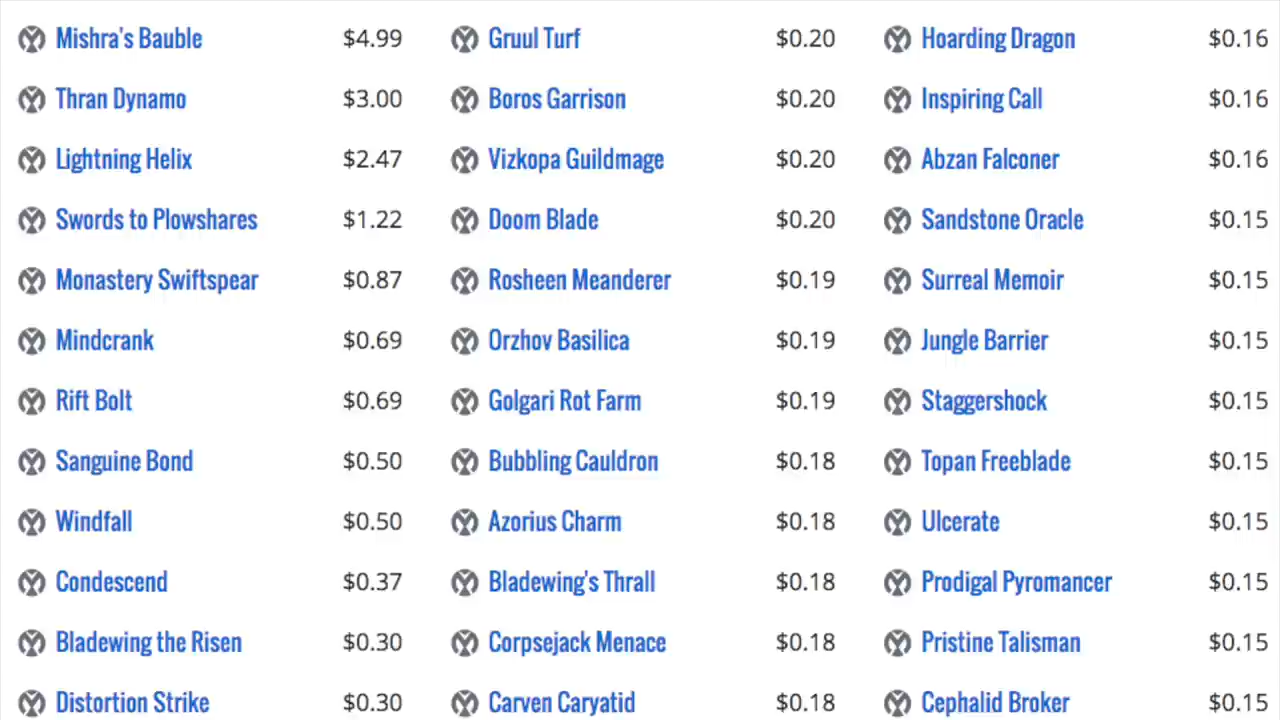 Mishra's Bauble $4.99 Gruul Turf $0.20 Hoarding Dragon $0.16
Thran Dynamo $3.00 Boros Garrison $0.20 Inspiring Call $0.16
Lightning Helix $2.47 Vizkopa Guildmage $0.20 Abzan Falconer $0.16
Swords to Plowshares $1.22 Doom Blade $0.20 Sandstone Oracle $0.15
Monastery Swiftspear $0.87 Rosheen Meanderer $0.19 Surreal Memoir $0.15
Mindcrank $0.69 Orzhov Basilica $0.19 Jungle Barrier $0.15
Rift Bolt $0.69 Golgari Rot Farm $0.19 Staggershock $0.15
Sanguine Bond $0.50 Bubbling Cauldron $0.18 Topan Freeblade $0.15
Windfall $0.50 Azorius Charm $0.18 Ulcerate $0.15
Condescend $0.37 Bladewing's Thrall $0.18 Prodigal Pyromancer $0.15
Bladewing the Risen $0.30 Corpsejack Menace $0.18 Pristine Talisman $0.15
Distortion Strike $0.30 Carven Caryatid $0.18 Cephalid Broker $0.15